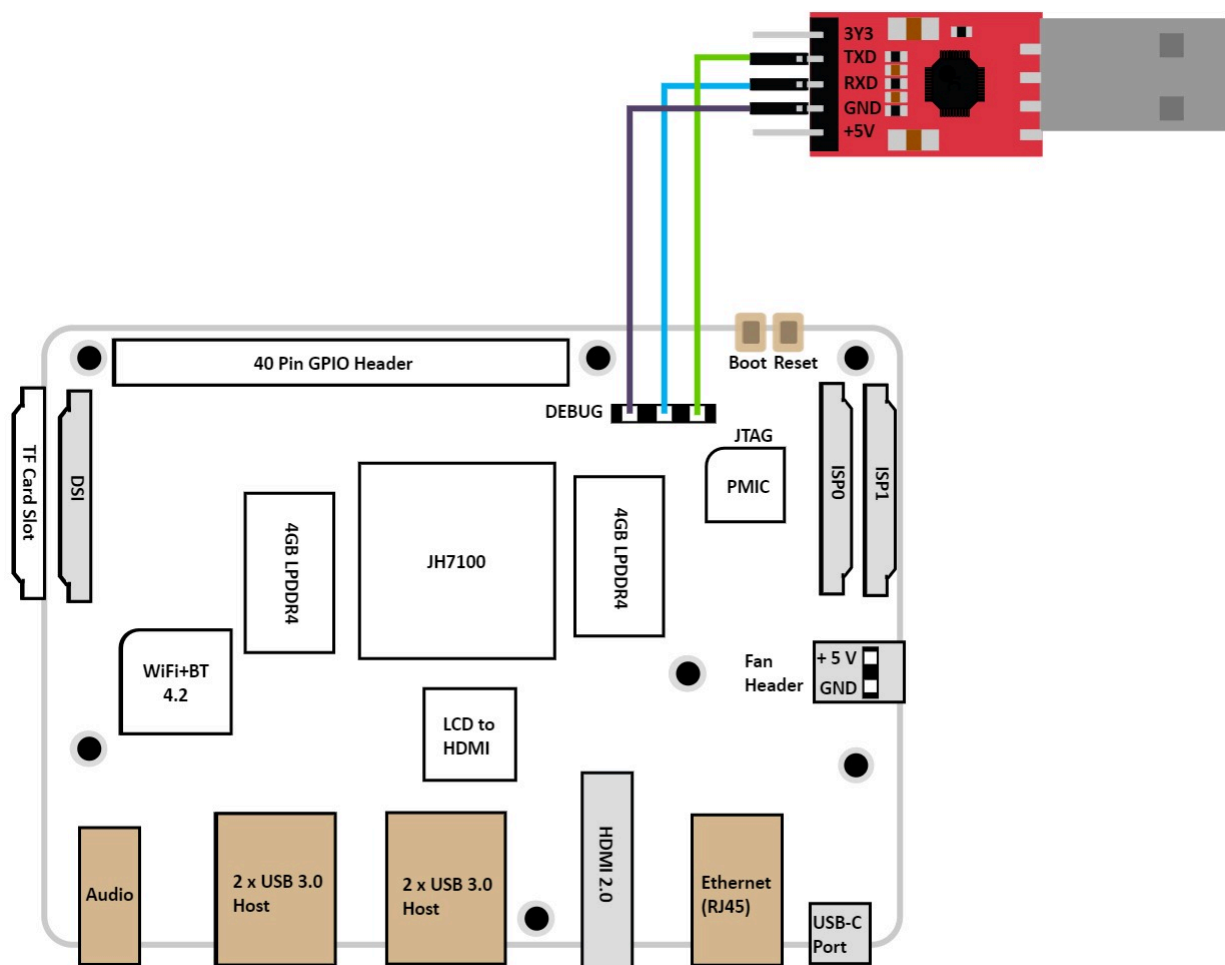 3Y3
TXD
RXD
GND
+5V
Boot Reset
40 Pin GPIO Header
DEBUG
JTAG
PMIC
TF Card Slot
DSI
ISP0
ISP1
4GB LPDDR4
JH7100
4GB LPDDR4
WiFi+BT
4.2
Fan
Header
+ 5 V
GND
LCD to
HDMI
Audio
2 x USB 3.0
Host
2 x USB 3.0
Host
HDMI 2.0
Ethernet
(RJ45)
USB-C
Port